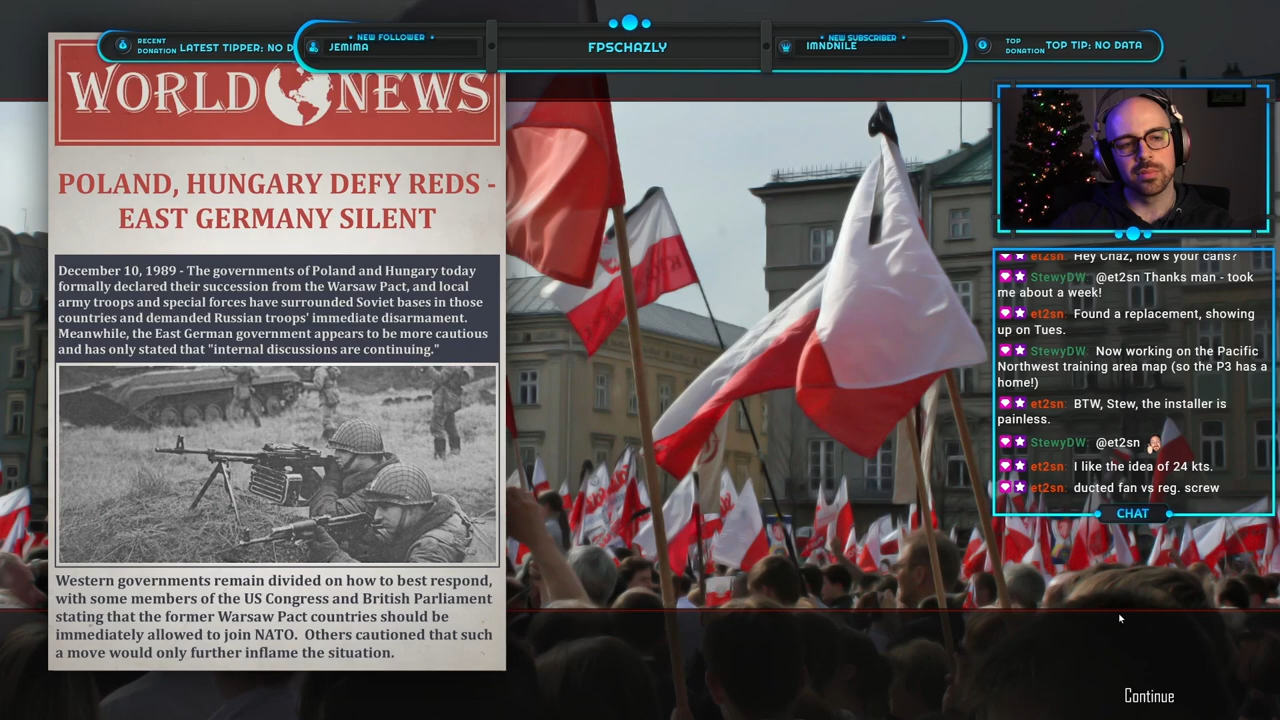 RECENT
DONATION
LATEST TIPPER: NO D
NEW FOLLOWER
JEMIMA
FPSCHAZLY
NEW SUBSCRIBER
IMNDNILE
TOP
DONATION
TOP TIP: NO DATA
WORLD NEWS
POLAND, HUNGARY DEFY REDS -
EAST GERMANY SILENT
December 10, 1989 - The governments of Poland and Hungary today
formally declared their succession from the Warsaw Pact, and local
army troops and special forces have surrounded Soviet bases in those
countries and demanded Russian troops' immediate disarmament.
Meanwhile, the East German government appears to be more cautious
and has only stated that "internal discussions are continuing."
Western governments remain divided on how to best respond,
with some members of the US Congress and British Parliament
stating that the former Warsaw Pact countries should be
immediately allowed to join NATO. Others cautioned that such
a move would only further inflame the situation.
et2sn: Hey Chaz, how's your cans?
StewyDW: @et2sn Thanks man - took
me about a week!
et2sn: Found a replacement, showing
up on Tues.
StewyDW: Now working on the Pacific
Northwest training area map (so the P3 has a
home!)
et2sn: BTW, Stew, the installer is
painless.
StewyDW: @et2sn
et2sn: I like the idea of 24 kts.
et2sn: ducted fan vs reg. screw
CHAT
Continue